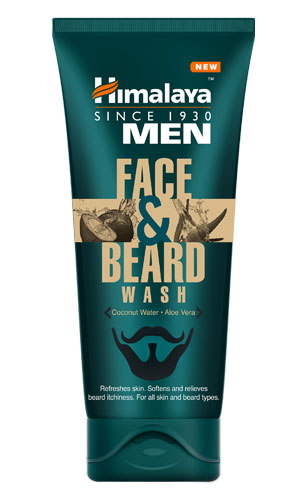 NEW
Himalaya
™
SINCE 1930
MEN
FACE
&
BEARD
WASH
Coconut Water • Aloe Vera
Refreshes skin. Softens and relieves
beard itchiness. For all skin and beard types.